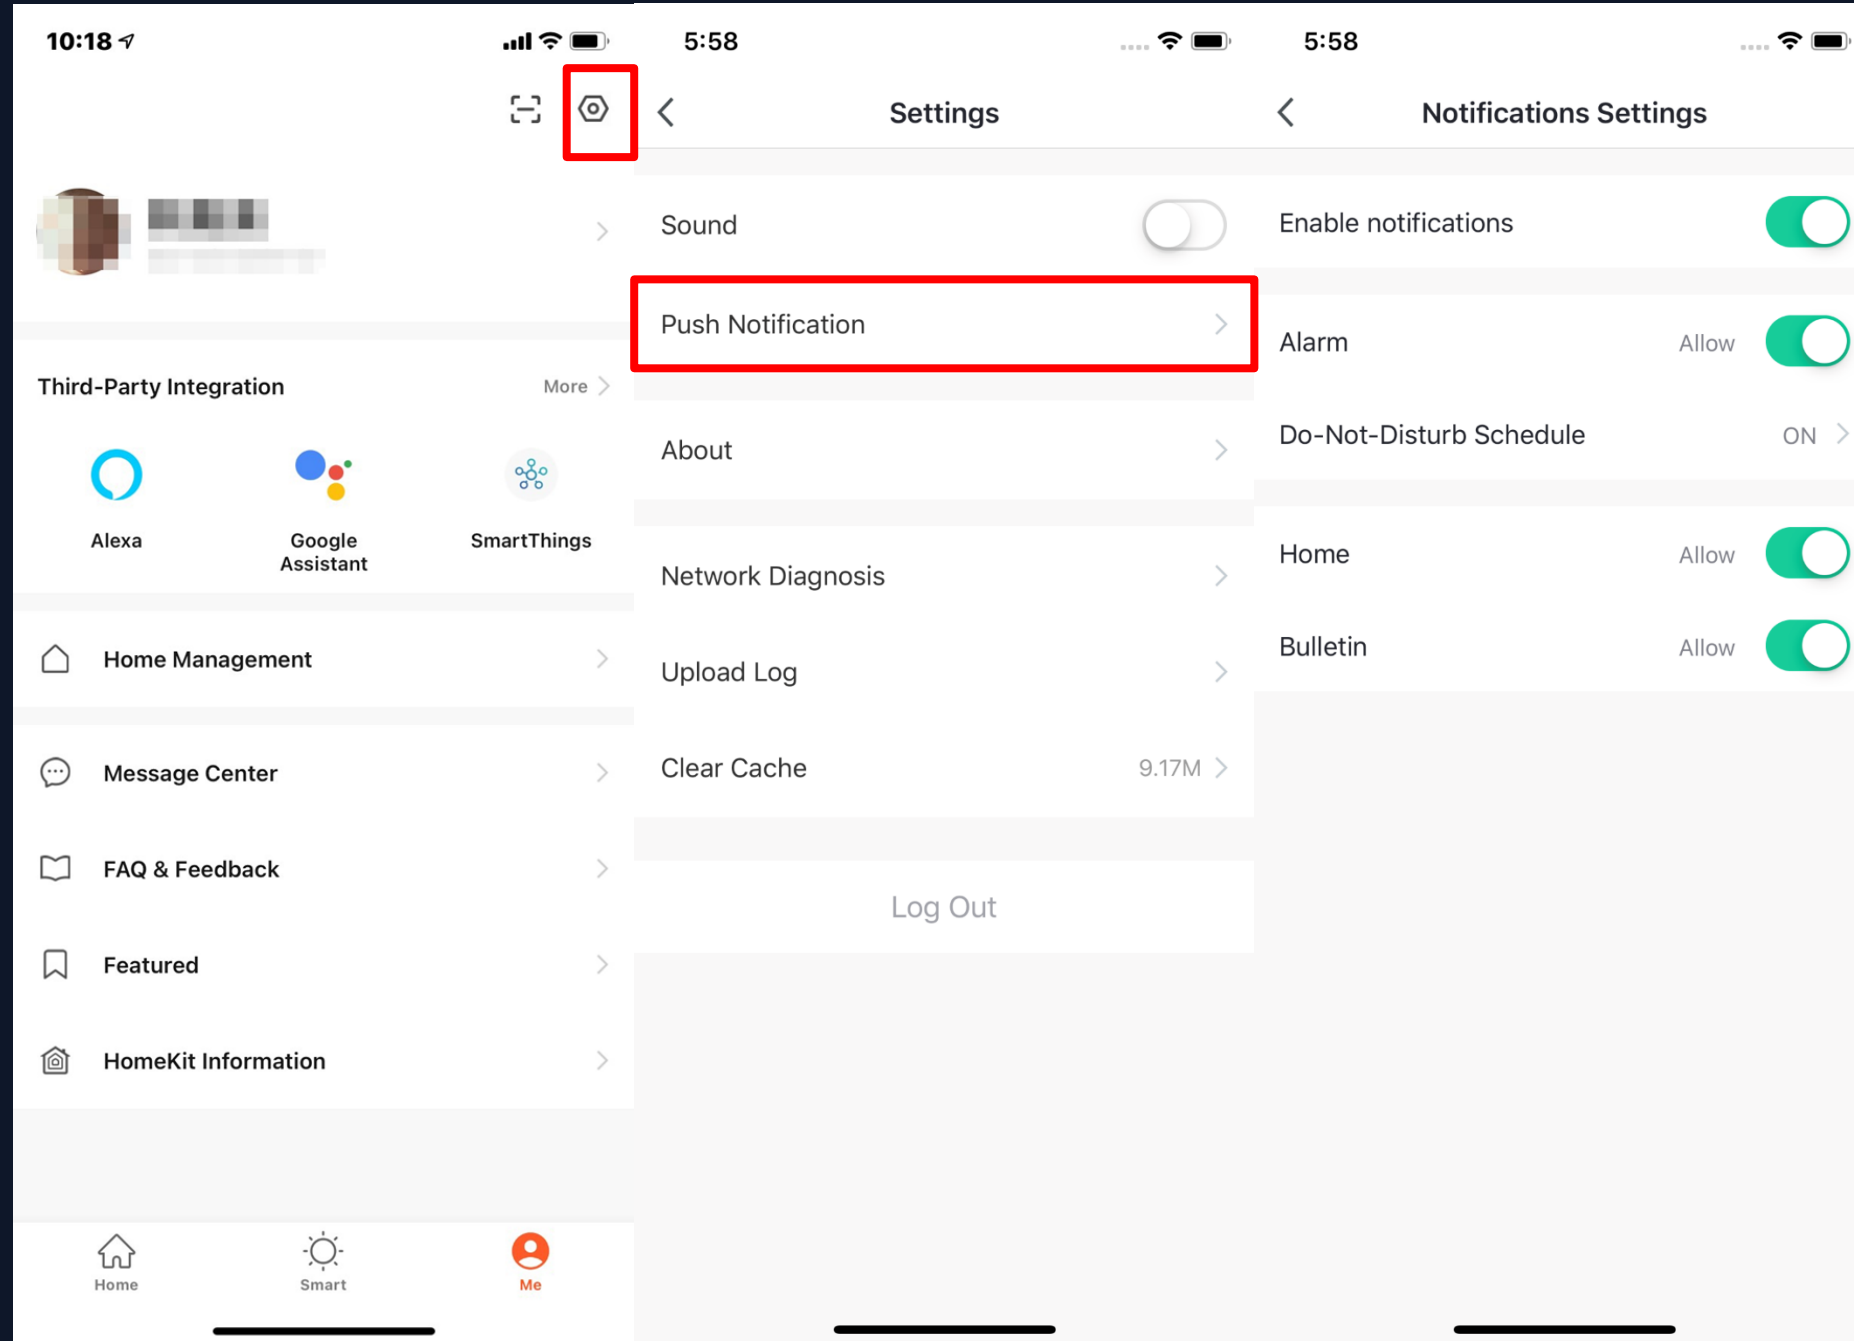 10:18
Third-Party Integration
More
Alexa
Google
Assistant
SmartThings
Home Management
Message Center
FAQ & Feedback
Featured
HomeKit Information
Home
Smart
Me
5:58
Settings
Sound
Push Notification
About
Network Diagnosis
Upload Log
Clear Cache
9.17M
Log Out
5:58
Notifications Settings
Enable notifications
Alarm
Allow
Do-Not-Disturb Schedule
ON
Home
Allow
Bulletin
Allow